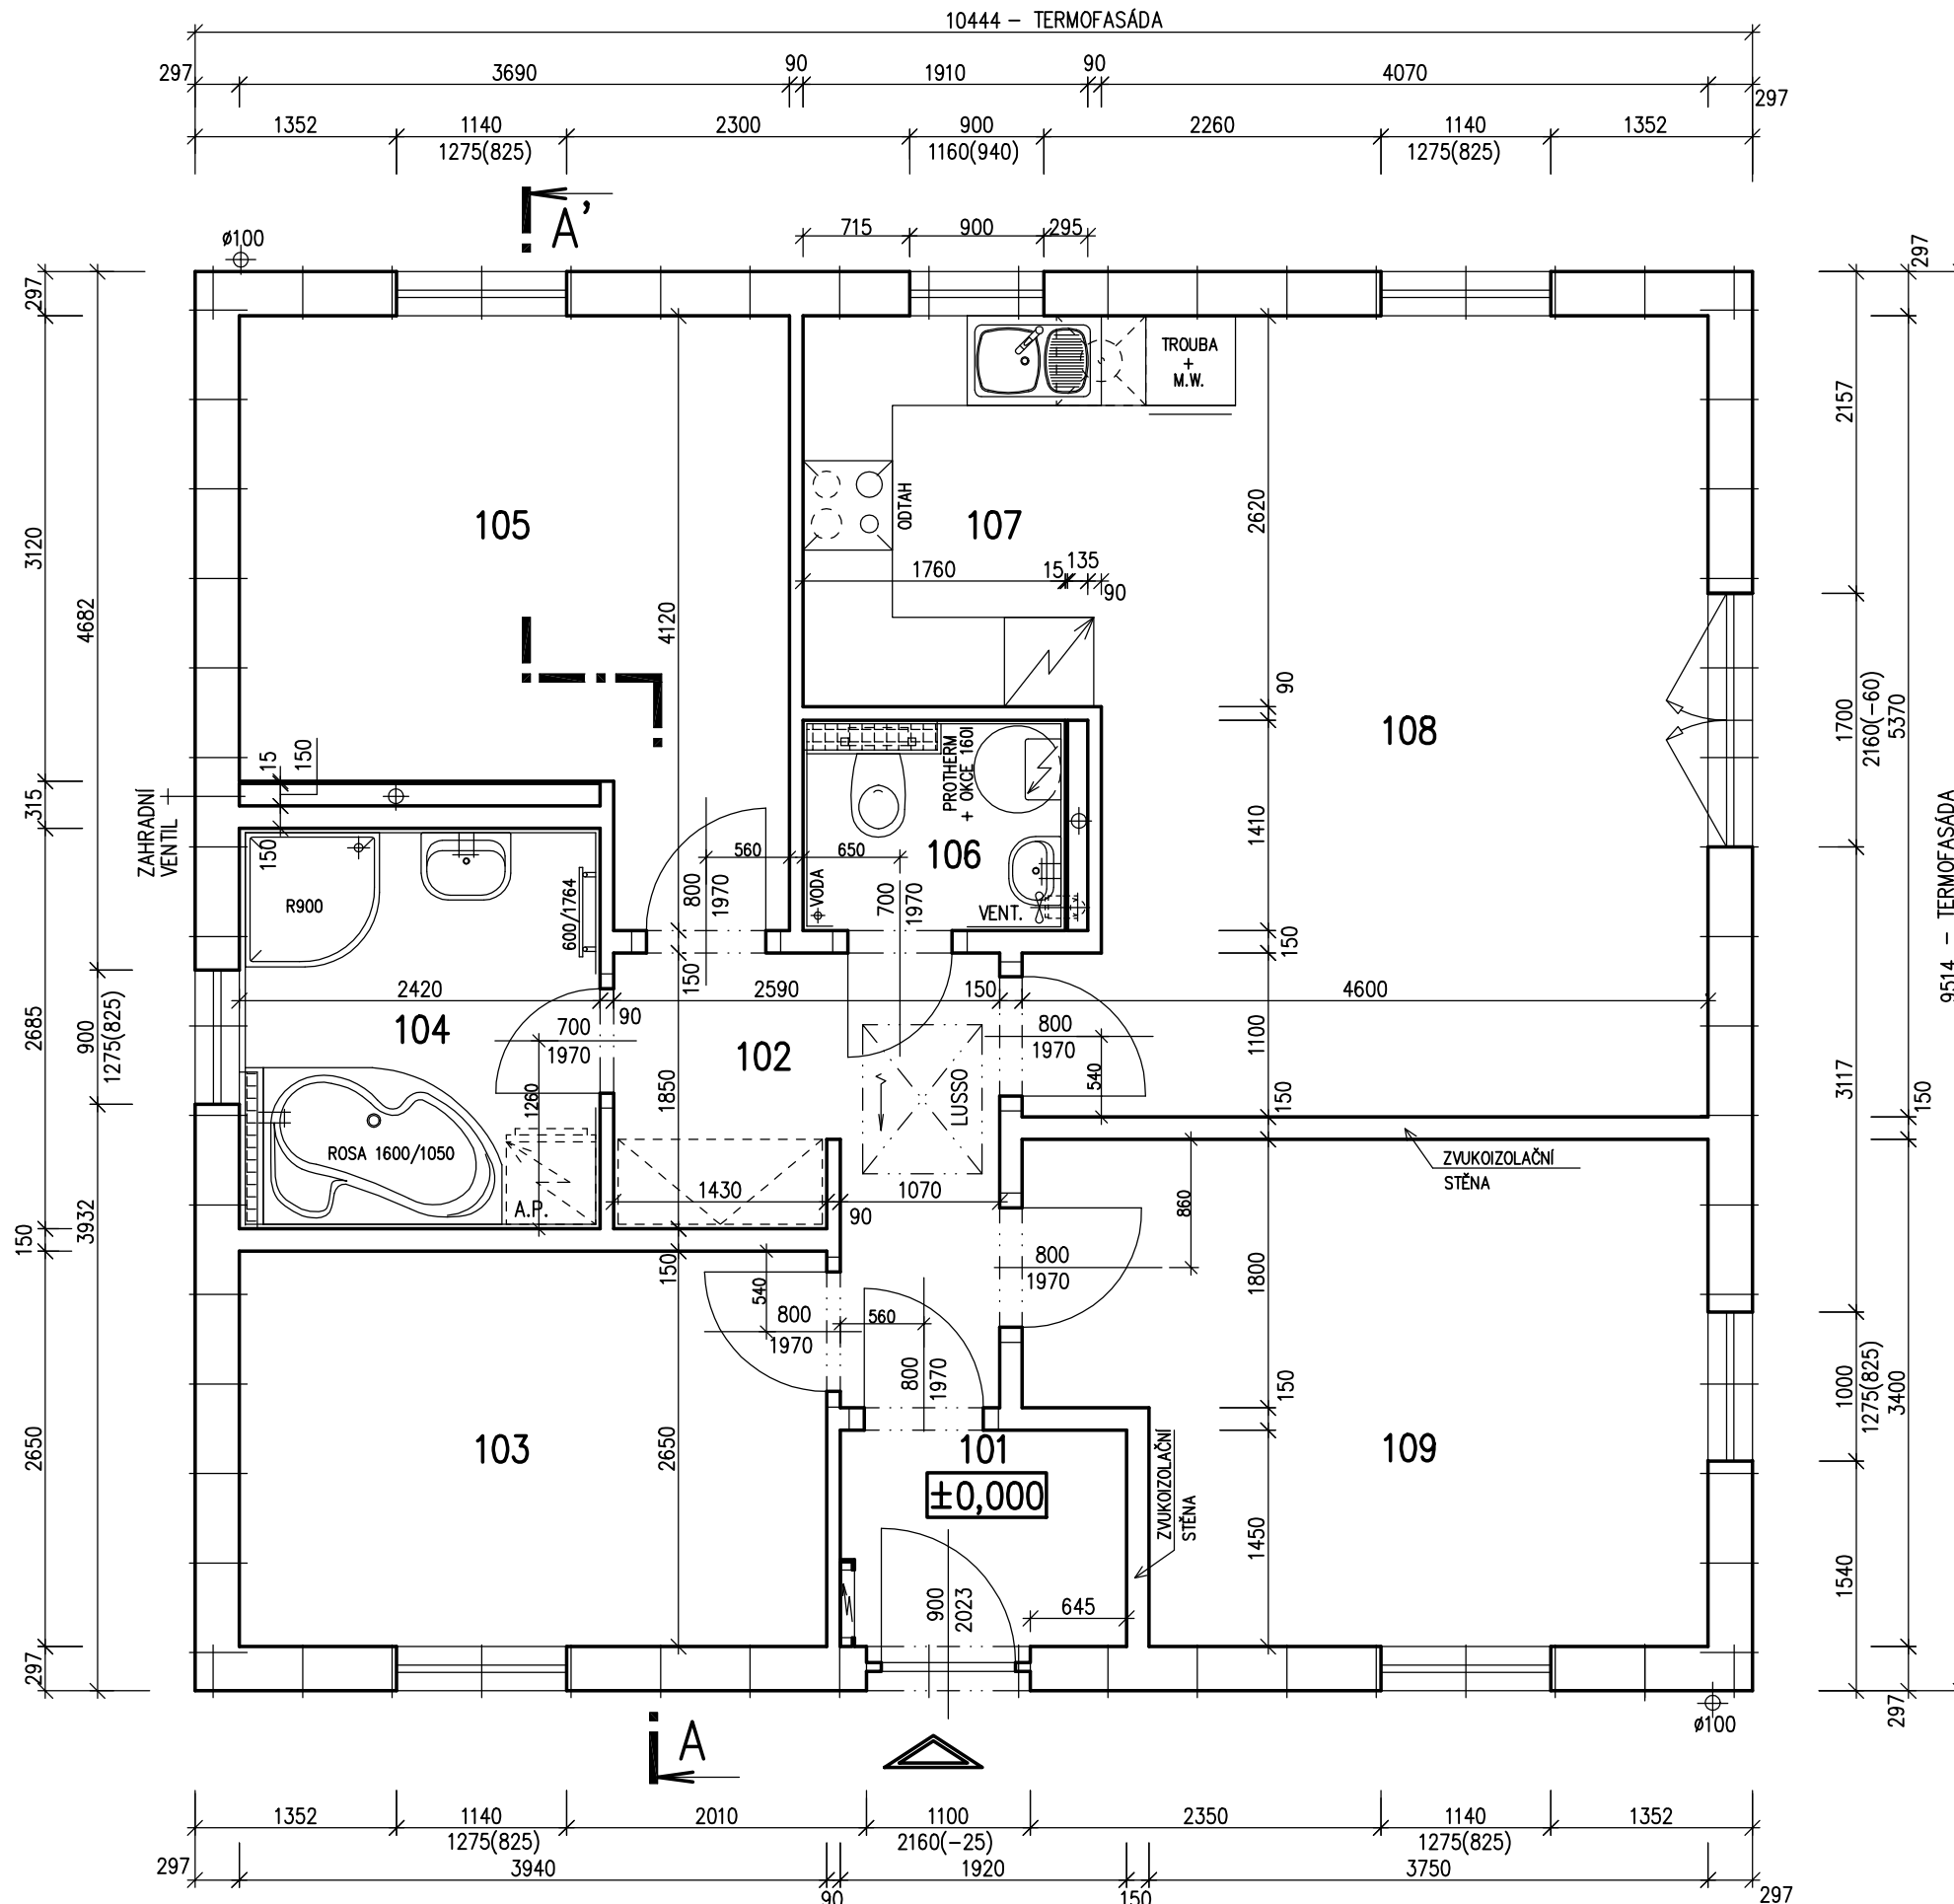 10444 – TERMOFASÁDA
297 3690 90 1910 90 4070 297
1352 1140 2300 900 2260 1140 1352
1275(825) 1160(940) 1275(825)
A’
715 900 295
ø100
297
3120
315
2685
150
2650
297
4682
900
1275(825)
3932
297
2157
1700
2160(–60)
3117
1000
1275(825)
1540
5370
150
3400
297
9514 – TERMOFASÁDA
TROUBA
+
M.W.
ODTAH
105
107
108
4120
2620
1760 15 135
90
90
15
150
150
ZAHRADNÍ
VENTIL
PROTHERM
+ OKCE 160l
106
VODA
VENT.
560
650
800
1970
700
1970
1410
150
R900
600/1764
150
2420 2590 150 4600
90
104
700
1970
102
800
1970
540
1100
1260
1850
LUSSO
150
ROSA 1600/1050
A.P.
1430
90
1070
ZVUKOIZOLAČNÍ
STĚNA
860
800
1970
1800
150
540
800
1970
560
800
1970
150
103
2650
101
±0,000
ZVUKOIZOLAČNÍ
STĚNA
109
1450
900
2023
645
ø100
A
1352 1140 2010 1100 2350 1140 1352
1275(825) 2160(–25) 1275(825)
297 3940 90 1920 150 3750 297